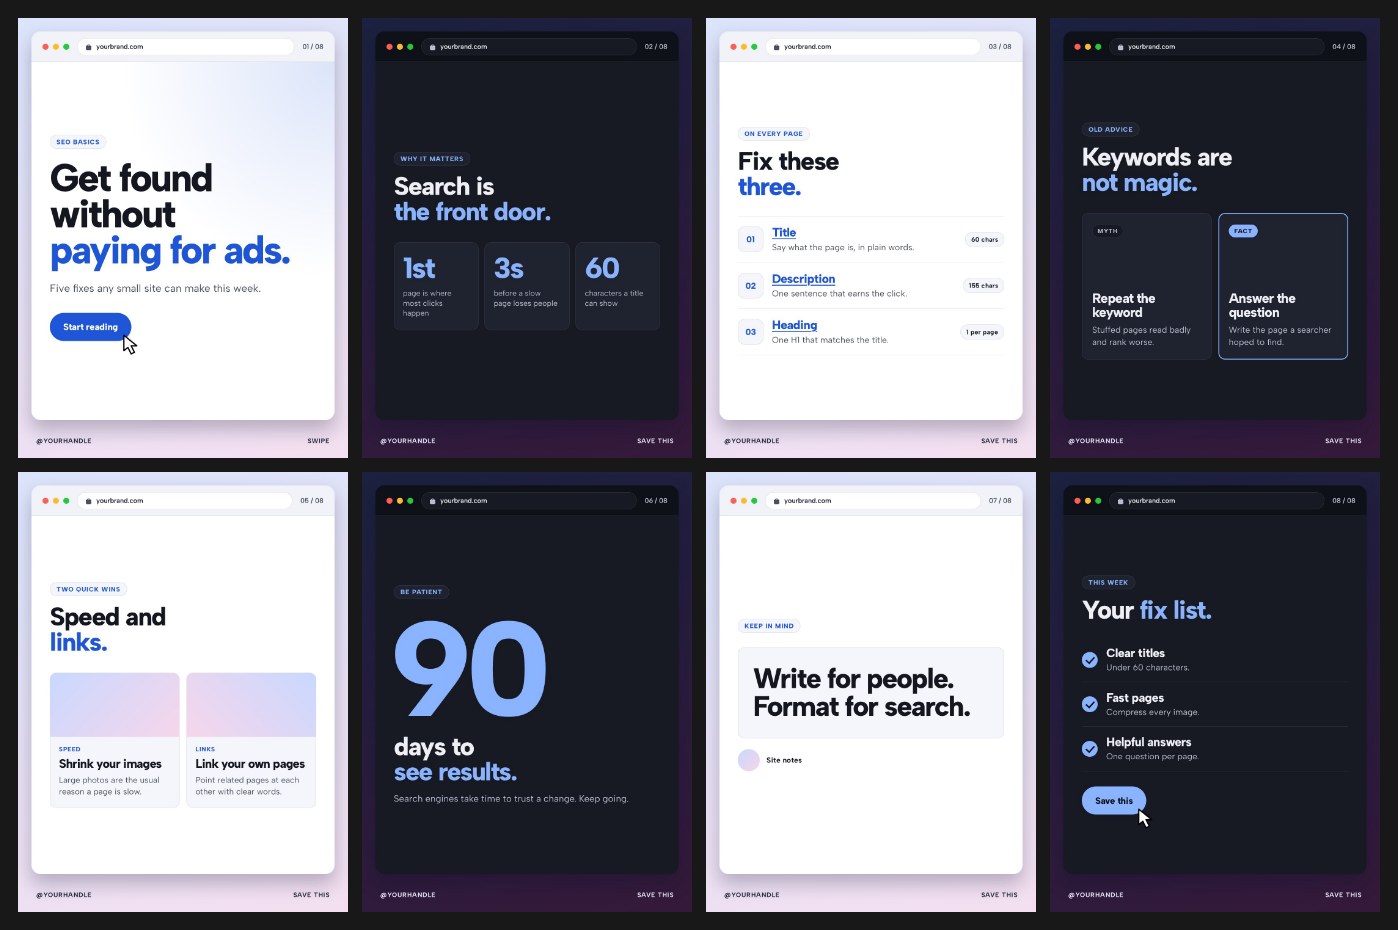 yourbrand.com
01 / 08
SEO BASICS
Get found
without
paying for ads.
Five fixes any small site can make this week.
Start reading
@YOURHANDLE
SWIPE
yourbrand.com
02 / 08
WHY IT MATTERS
Search is
the front door.
1st
page is where
most clicks
happen
3s
before a slow
page loses people
60
characters a title
can show
@YOURHANDLE
SAVE THIS
yourbrand.com
03 / 08
ON EVERY PAGE
Fix these
three.
01
Title
Say what the page is, in plain words.
60 chars
02
Description
One sentence that earns the click.
155 chars
03
Heading
One H1 that matches the title.
1 per page
@YOURHANDLE
SAVE THIS
yourbrand.com
04 / 08
OLD ADVICE
Keywords are
not magic.
MYTH
Repeat the
keyword
Stuffed pages read badly
and rank worse.
FACT
Answer the
question
Write the page a searcher
hoped to find.
@YOURHANDLE
SAVE THIS
yourbrand.com
05 / 08
TWO QUICK WINS
Speed and
links.
SPEED
Shrink your images
Large photos are the usual
reason a page is slow.
LINKS
Link your own pages
Point related pages at each
other with clear words.
@YOURHANDLE
SAVE THIS
yourbrand.com
06 / 08
BE PATIENT
90
days to
see results.
Search engines take time to trust a change. Keep going.
@YOURHANDLE
SAVE THIS
yourbrand.com
07 / 08
KEEP IN MIND
Write for people.
Format for search.
Site notes
@YOURHANDLE
SAVE THIS
yourbrand.com
08 / 08
THIS WEEK
Your fix list.
Clear titles
Under 60 characters.
Fast pages
Compress every image.
Helpful answers
One question per page.
Save this
@YOURHANDLE
SAVE THIS